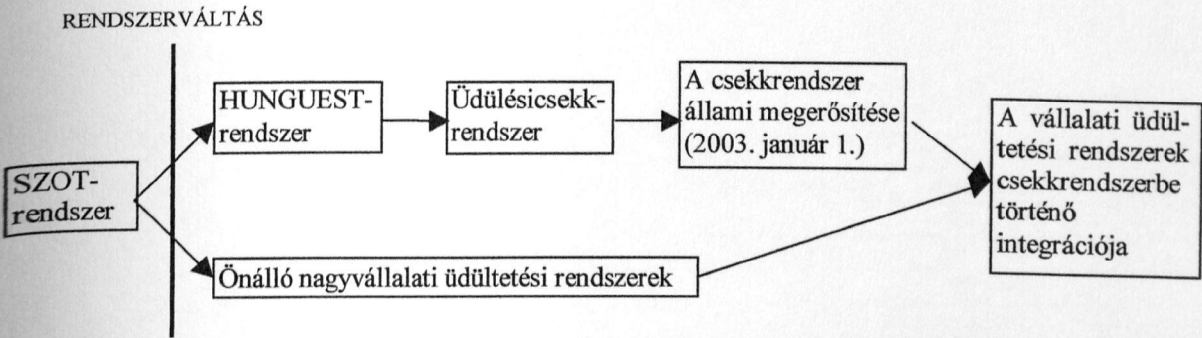 RENDSZERVÁLTÁS
SZOT-
rendszer
HUNGUEST-
rendszer
Üdülésicsekk-
rendszer
A csekkrendszer
állami megerősítése
(2003. január 1.)
Önálló nagyvállalati üdültetési rendszerek
A vállalati üdül-
tetési rendszerek
csekkrendszerbe
történő
integrációja